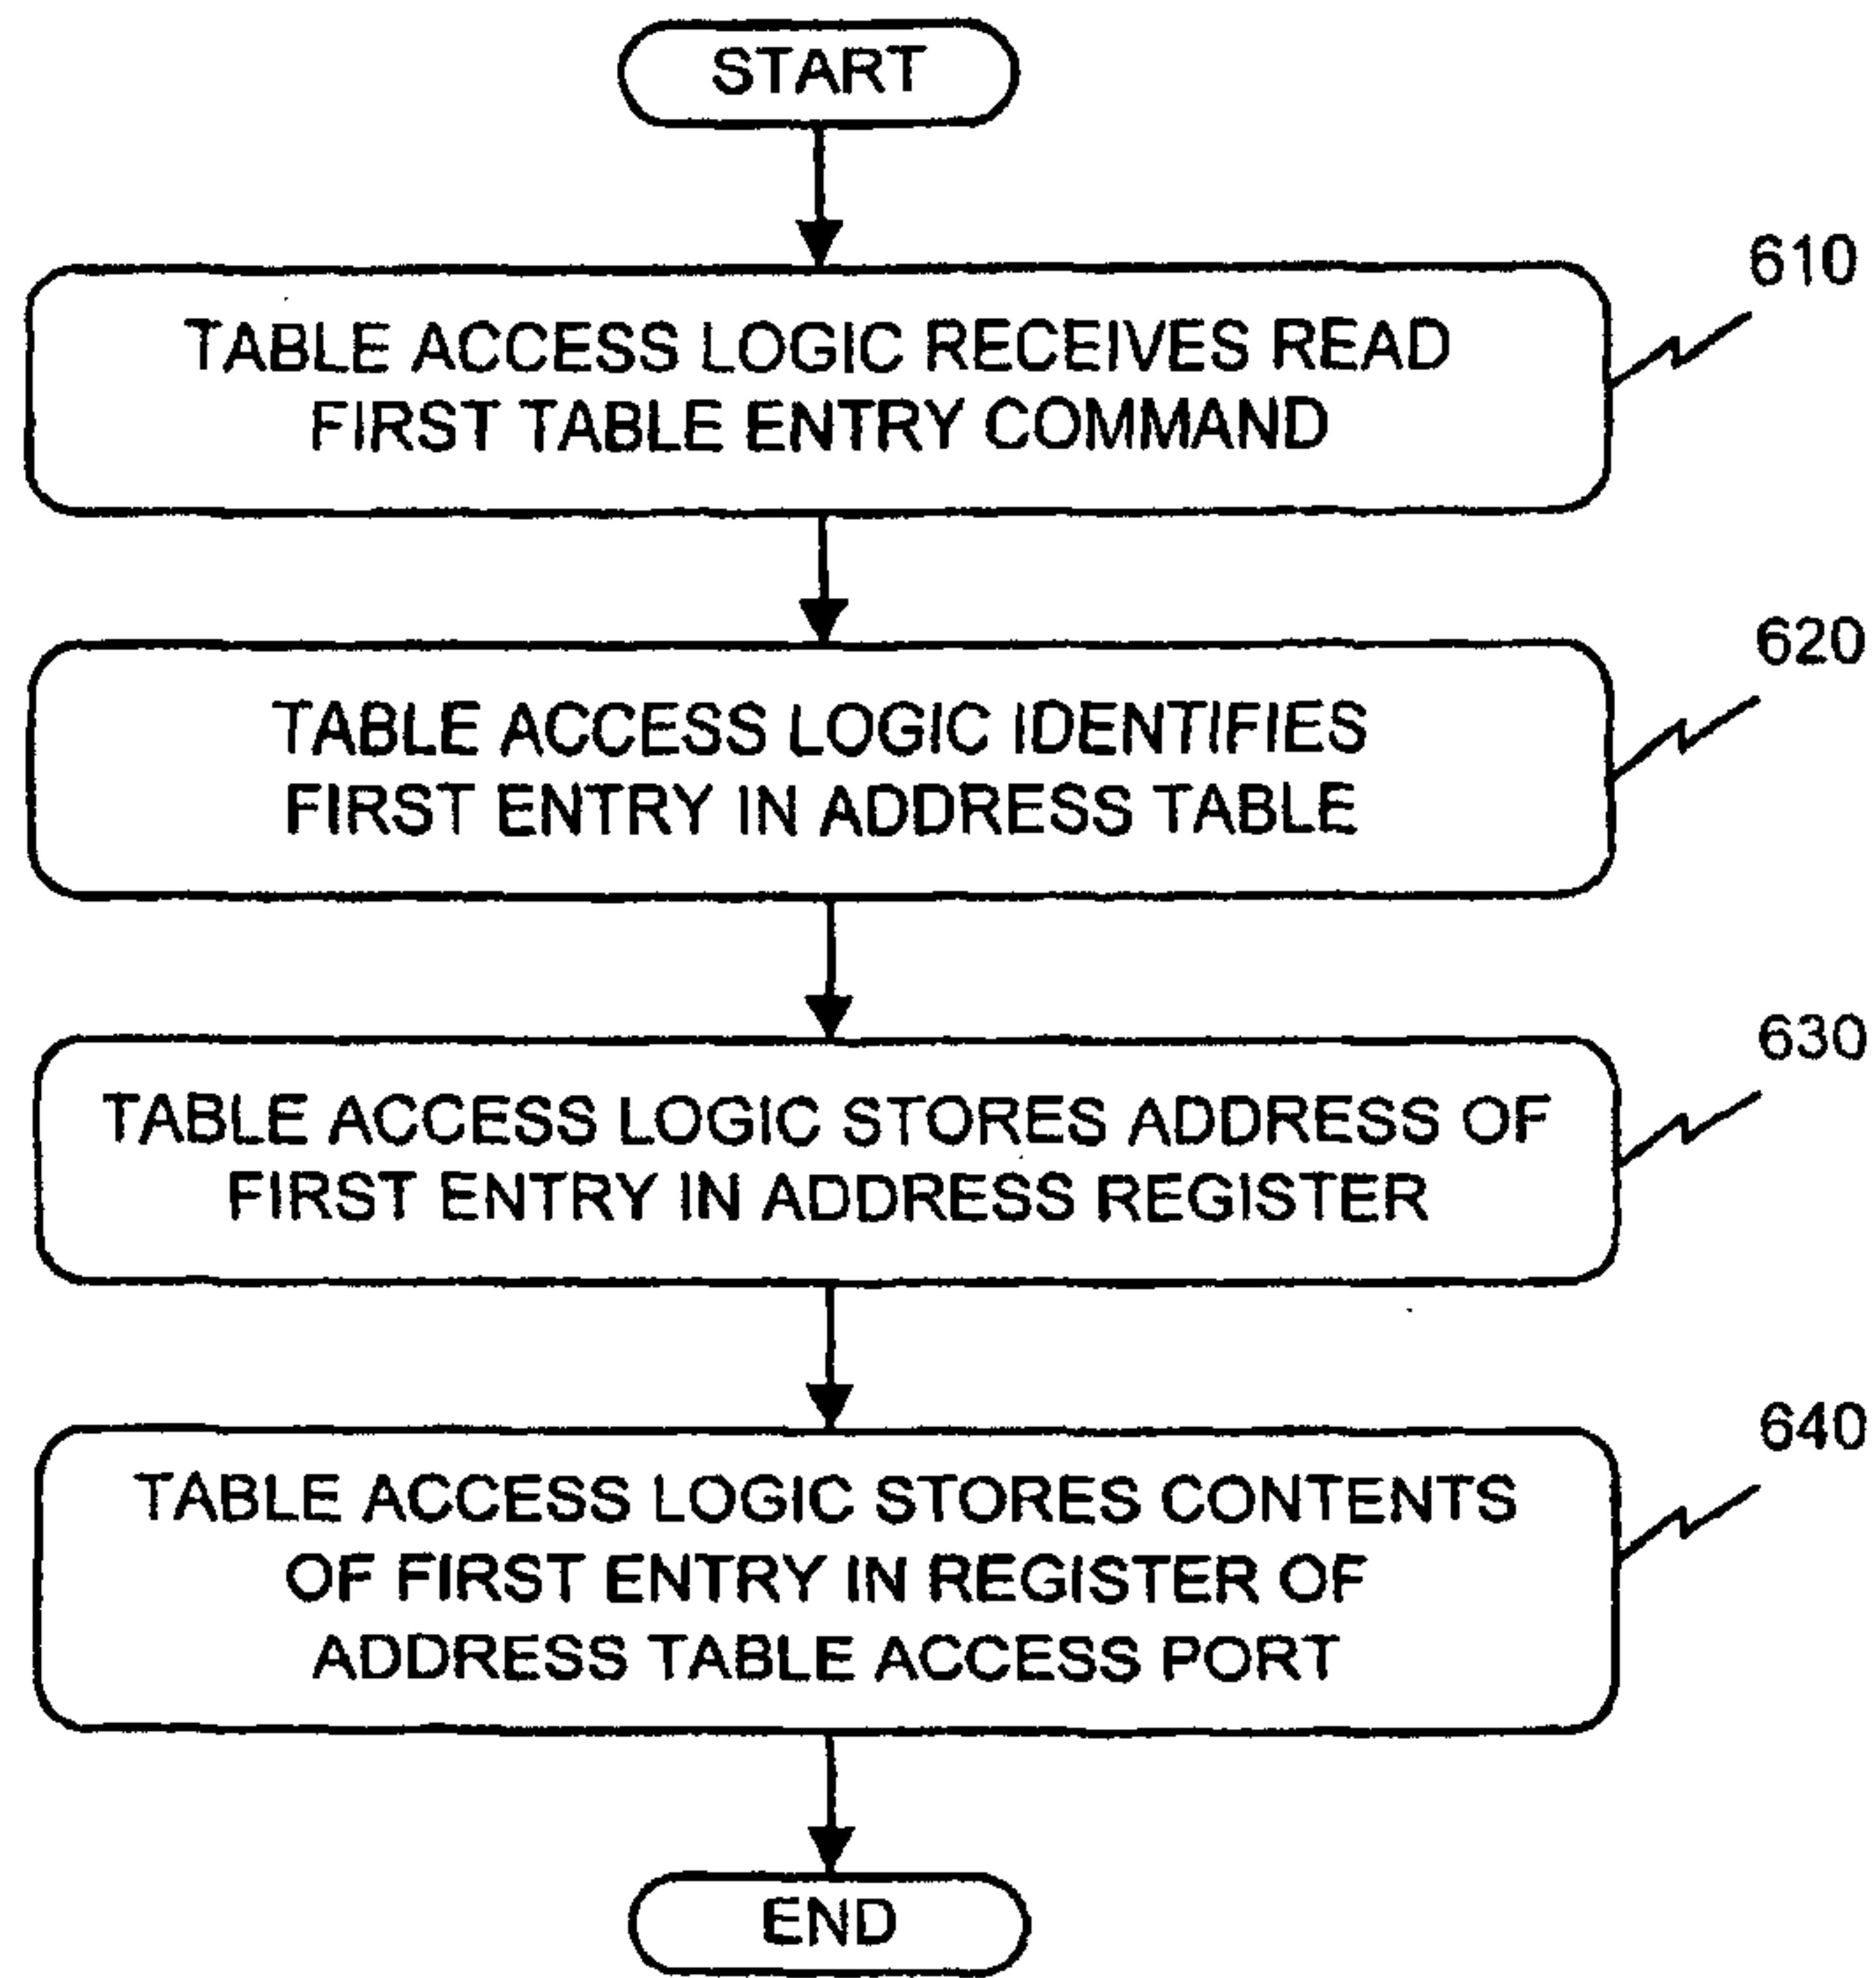 START
610
TABLE ACCESS LOGIC RECEIVES READ
FIRST TABLE ENTRY COMMAND
620
TABLE ACCESS LOGIC IDENTIFIES
FIRST ENTRY IN ADDRESS TABLE
630
TABLE ACCESS LOGIC STORES ADDRESS OF
FIRST ENTRY IN ADDRESS REGISTER
640
TABLE ACCESS LOGIC STORES CONTENTS
OF FIRST ENTRY IN REGISTER OF
ADDRESS TABLE ACCESS PORT
END